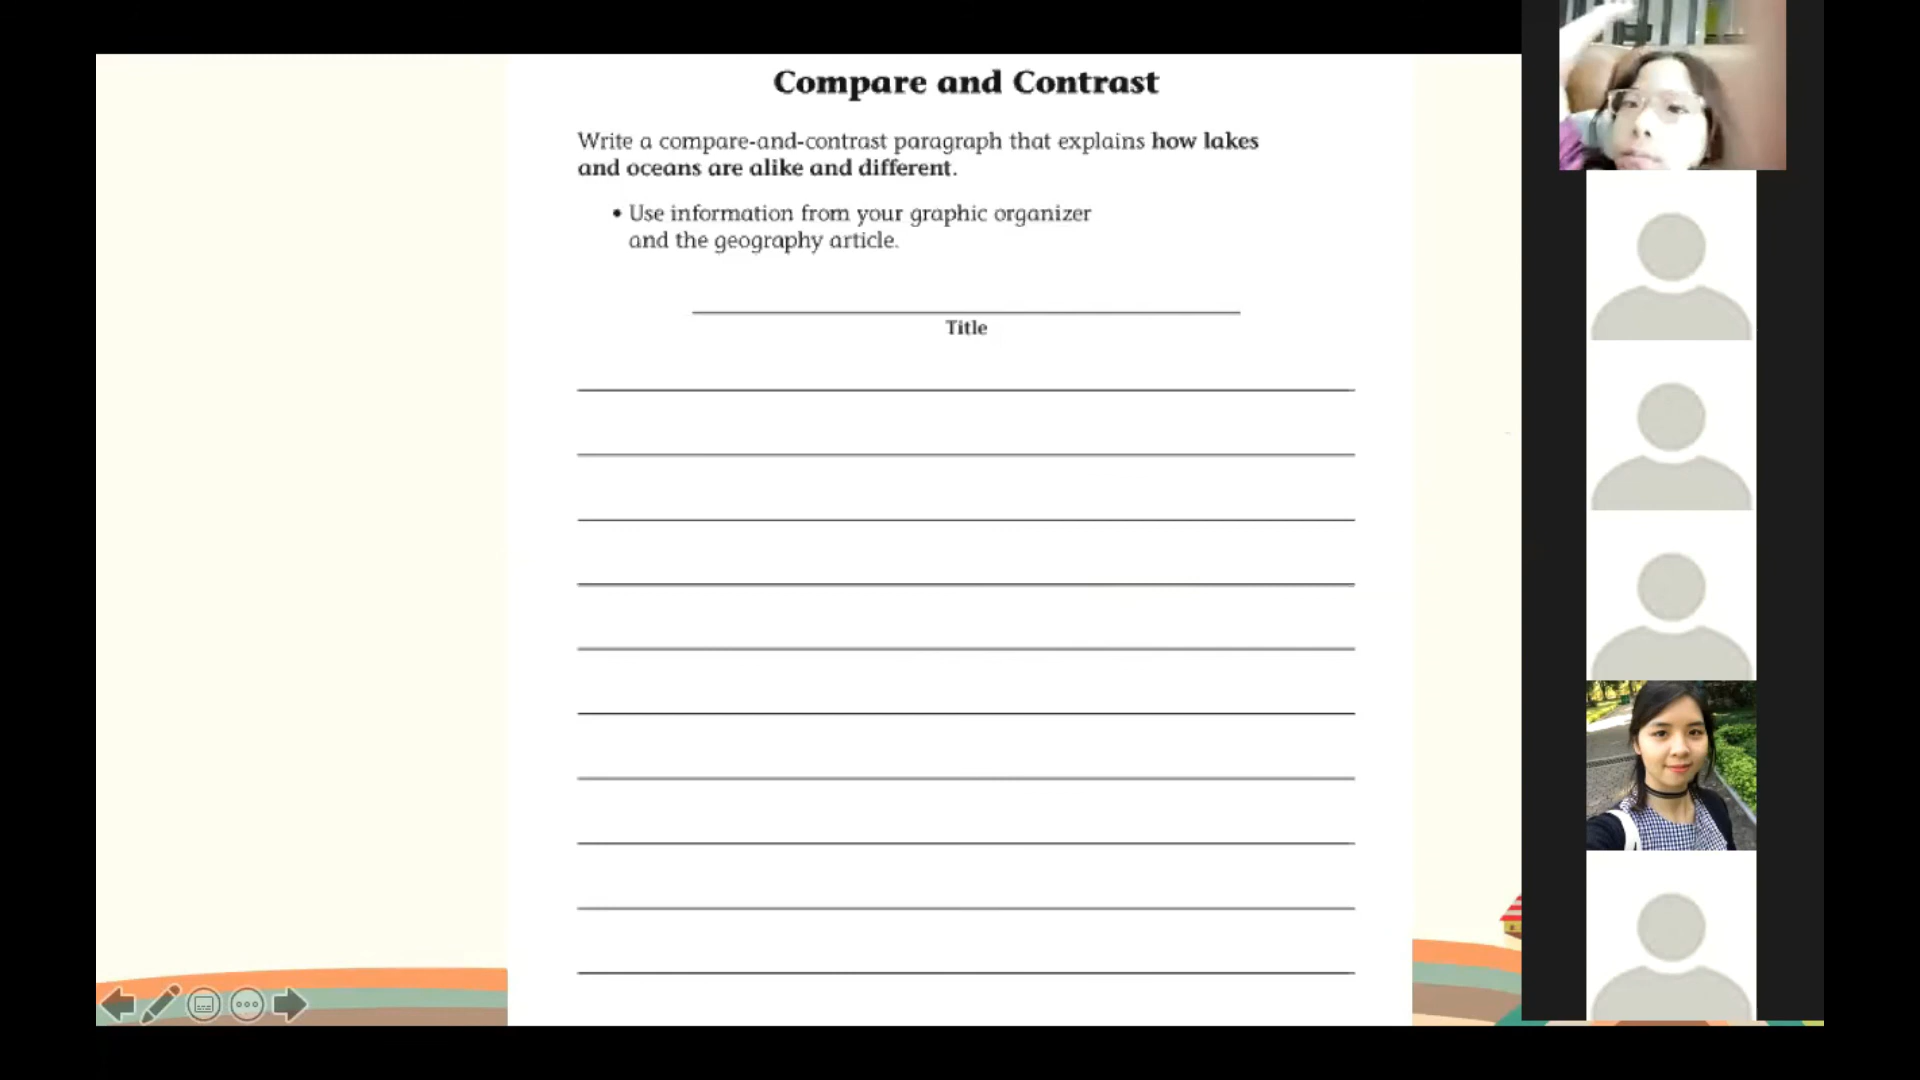 Compare and Contrast
Write a compare-and-contrast paragraph that explains how lakes
and oceans are alike and different.
• Use information from your graphic organizer
and the geography article.
Title